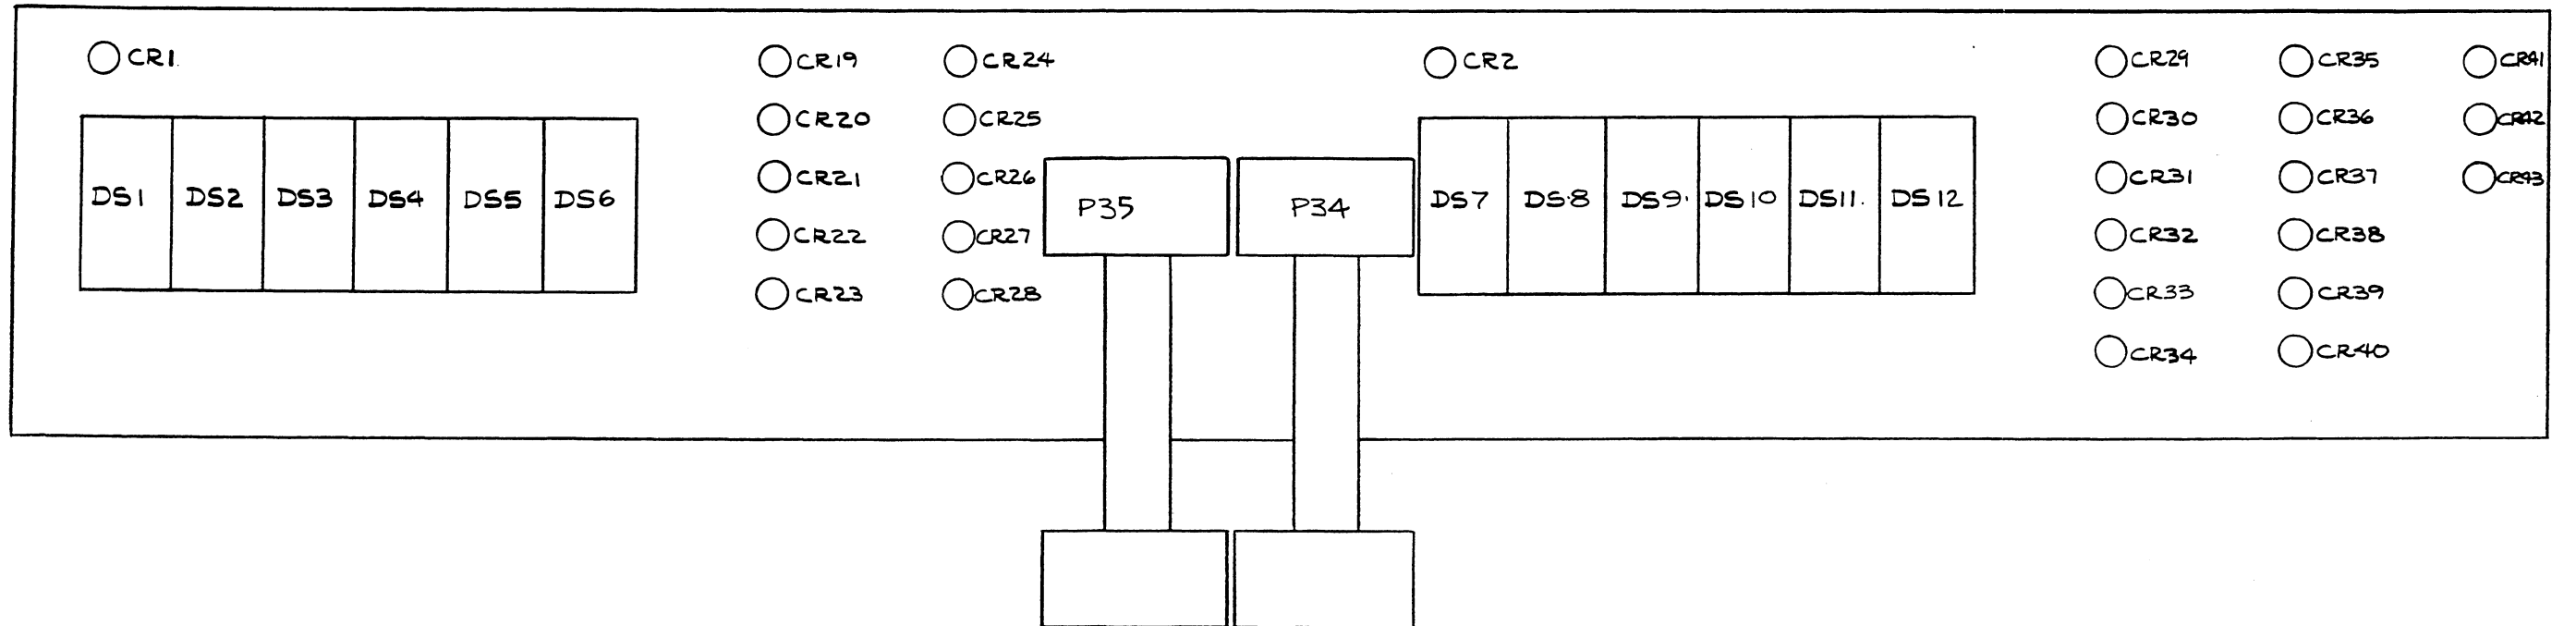 CR1 CR19 CR24 CR2 CR29 CR35 CR41
CR20 CR25 CR30 CR36 CR42
CR21 CR26 CR31 CR37 CR43
DS1 DS2 DS3 DS4 DS5 DS6 P35 P34 DS7 DS8 DS9 DS10 DS11 DS12
CR22 CR27 CR32 CR38
CR23 CR28 CR33 CR39
CR34 CR40